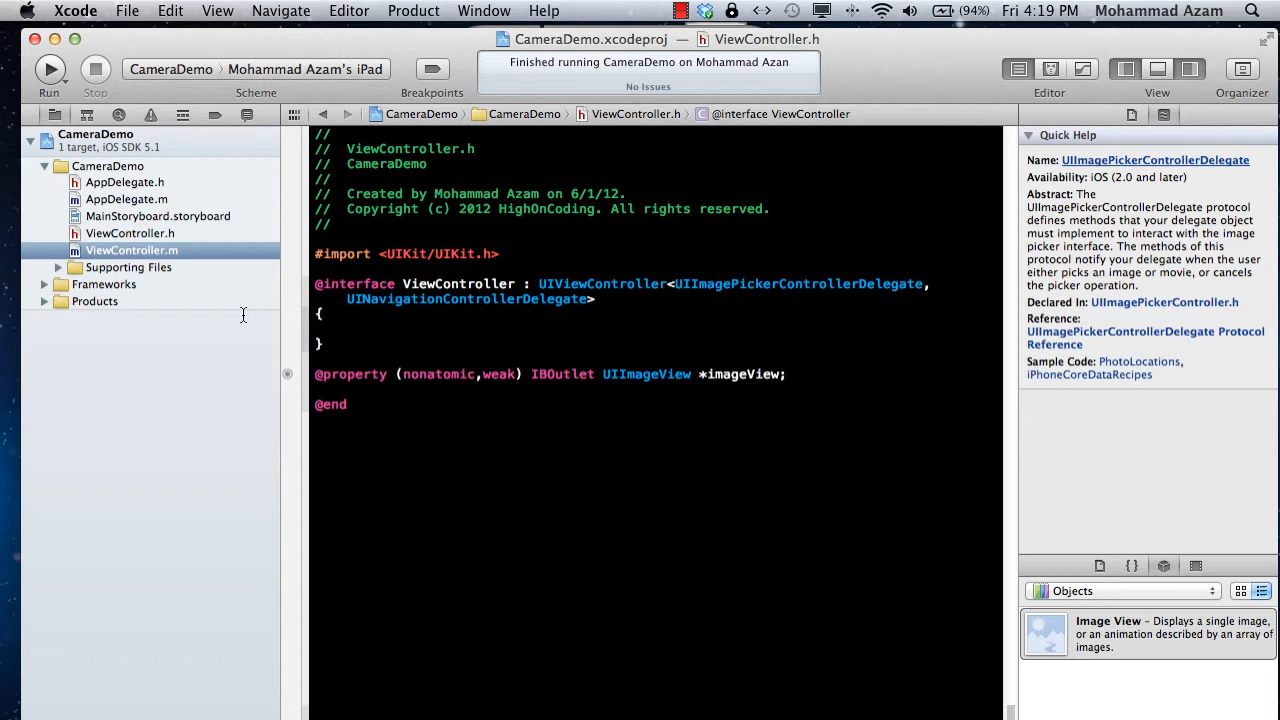 Xcode File Edit View Navigate Editor Product Window Help (94%) Fri 4:19 PM Mohammad Azam
CameraDemo.xcodeproj — ViewController.h
CameraDemo Mohammad Azam's iPad
Finished running CameraDemo on Mohammad Azan
No Issues
Run Stop Scheme Breakpoints Editor View Organizer
CameraDemo CameraDemo ViewController.h @interface ViewController
CameraDemo
1 target, iOS SDK 5.1
CameraDemo
AppDelegate.h
AppDelegate.m
MainStoryboard.storyboard
ViewController.h
ViewController.m
Supporting Files
Frameworks
Products
//
// ViewController.h
// CameraDemo
//
// Created by Mohammad Azam on 6/1/12.
// Copyright (c) 2012 HighOnCoding. All rights reserved.
//
#import <UIKit/UIKit.h>
@interface ViewController : UIViewController<UIImagePickerControllerDelegate,
UINavigationControllerDelegate>
{
}
@property (nonatomic,weak) IBOutlet UIImageView *imageView;
@end
Quick Help
Name: UIImagePickerControllerDelegate
Availability: iOS (2.0 and later)
Abstract: The
UIImagePickerControllerDelegate protocol
defines methods that your delegate object
must implement to interact with the image
picker interface. The methods of this
protocol notify your delegate when the user
either picks an image or movie, or cancels
the picker operation.
Declared In: UIImagePickerController.h
Reference:
UIImagePickerControllerDelegate Protocol
Reference
Sample Code: PhotoLocations,
iPhoneCoreDataRecipes
{ }
Objects
Image View – Displays a single image,
or an animation described by an array of
images.